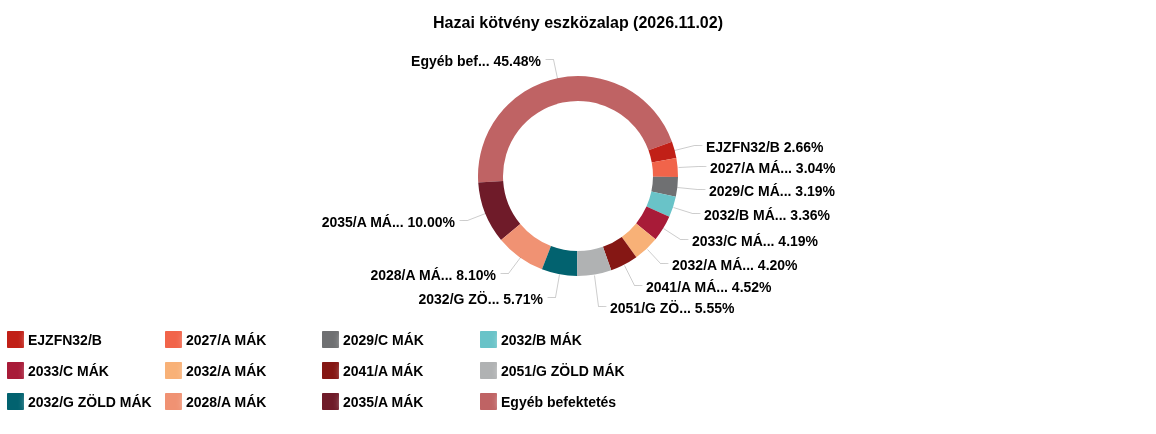 Hazai kötvény eszközalap (2026.11.02)
Egyéb bef... 45.48%
EJZFN32/B 2.66%
2027/A MÁ... 3.04%
2029/C MÁ... 3.19%
2032/B MÁ... 3.36%
2033/C MÁ... 4.19%
2032/A MÁ... 4.20%
2041/A MÁ... 4.52%
2051/G ZÖ... 5.55%
2032/G ZÖ... 5.71%
2028/A MÁ... 8.10%
2035/A MÁ... 10.00%
EJZFN32/B 2027/A MÁK 2029/C MÁK 2032/B MÁK
2033/C MÁK 2032/A MÁK 2041/A MÁK 2051/G ZÖLD MÁK
2032/G ZÖLD MÁK 2028/A MÁK 2035/A MÁK Egyéb befektetés